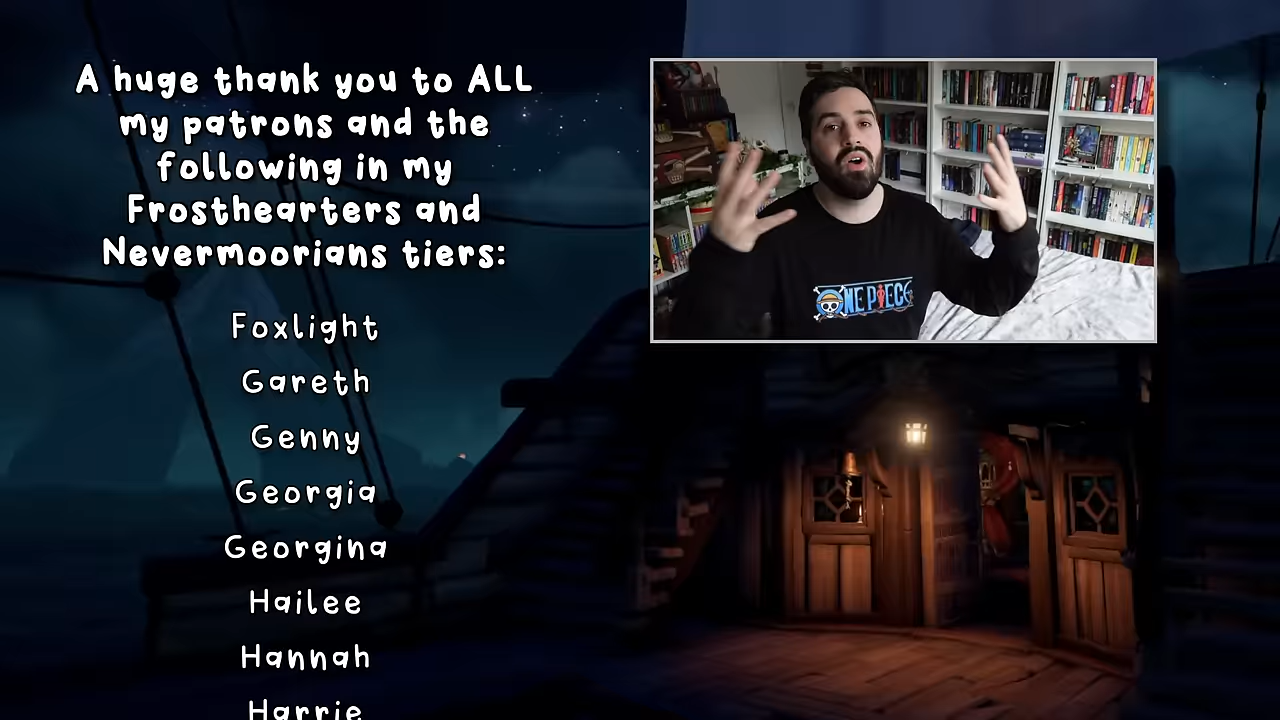 A huge thank you to ALL
my patrons and the
following in my
Frosthearters and
Nevermoorians tiers:
Foxlight
Gareth
Genny
Georgia
Georgina
Hailee
Hannah
Harrie
ONE PIECE